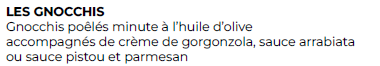 LES GNOCCHIS
Gnocchis poêlés minute à l’huile d’olive
accompagnés de crème de gorgonzola, sauce arrabiata
ou sauce pistou et parmesan